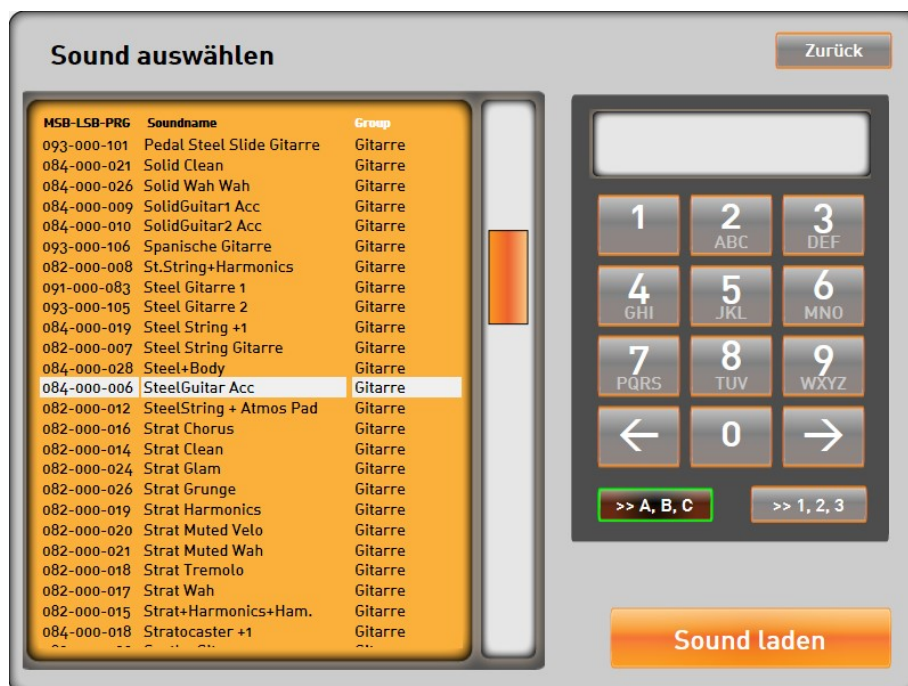 Sound auswählen
Zurück
MSB-LSB-PRG Soundname Group
093-000-101 Pedal Steel Slide Gitarre Gitarre
084-000-021 Solid Clean Gitarre
084-000-026 Solid Wah Wah Gitarre
084-000-009 SolidGuitar1 Acc Gitarre
084-000-010 SolidGuitar2 Acc Gitarre
093-000-106 Spanische Gitarre Gitarre
082-000-008 St.String+Harmonics Gitarre
091-000-083 Steel Gitarre 1 Gitarre
093-000-105 Steel Gitarre 2 Gitarre
084-000-019 Steel String +1 Gitarre
082-000-007 Steel String Gitarre Gitarre
084-000-028 Steel+Body Gitarre
084-000-006 SteelGuitar Acc Gitarre
082-000-012 SteelString + Atmos Pad Gitarre
082-000-016 Strat Chorus Gitarre
082-000-014 Strat Clean Gitarre
082-000-024 Strat Glam Gitarre
082-000-026 Strat Grunge Gitarre
082-000-019 Strat Harmonics Gitarre
082-000-020 Strat Muted Velo Gitarre
082-000-021 Strat Muted Wah Gitarre
082-000-018 Strat Tremolo Gitarre
082-000-017 Strat Wah Gitarre
082-000-015 Strat+Harmonics+Ham. Gitarre
084-000-018 Stratocaster +1 Gitarre
1 2 3
ABC DEF
4 5 6
GHI JKL MNO
7 8 9
PQRS TUV WXYZ
← 0 →
>> A, B, C >> 1, 2, 3
Sound laden